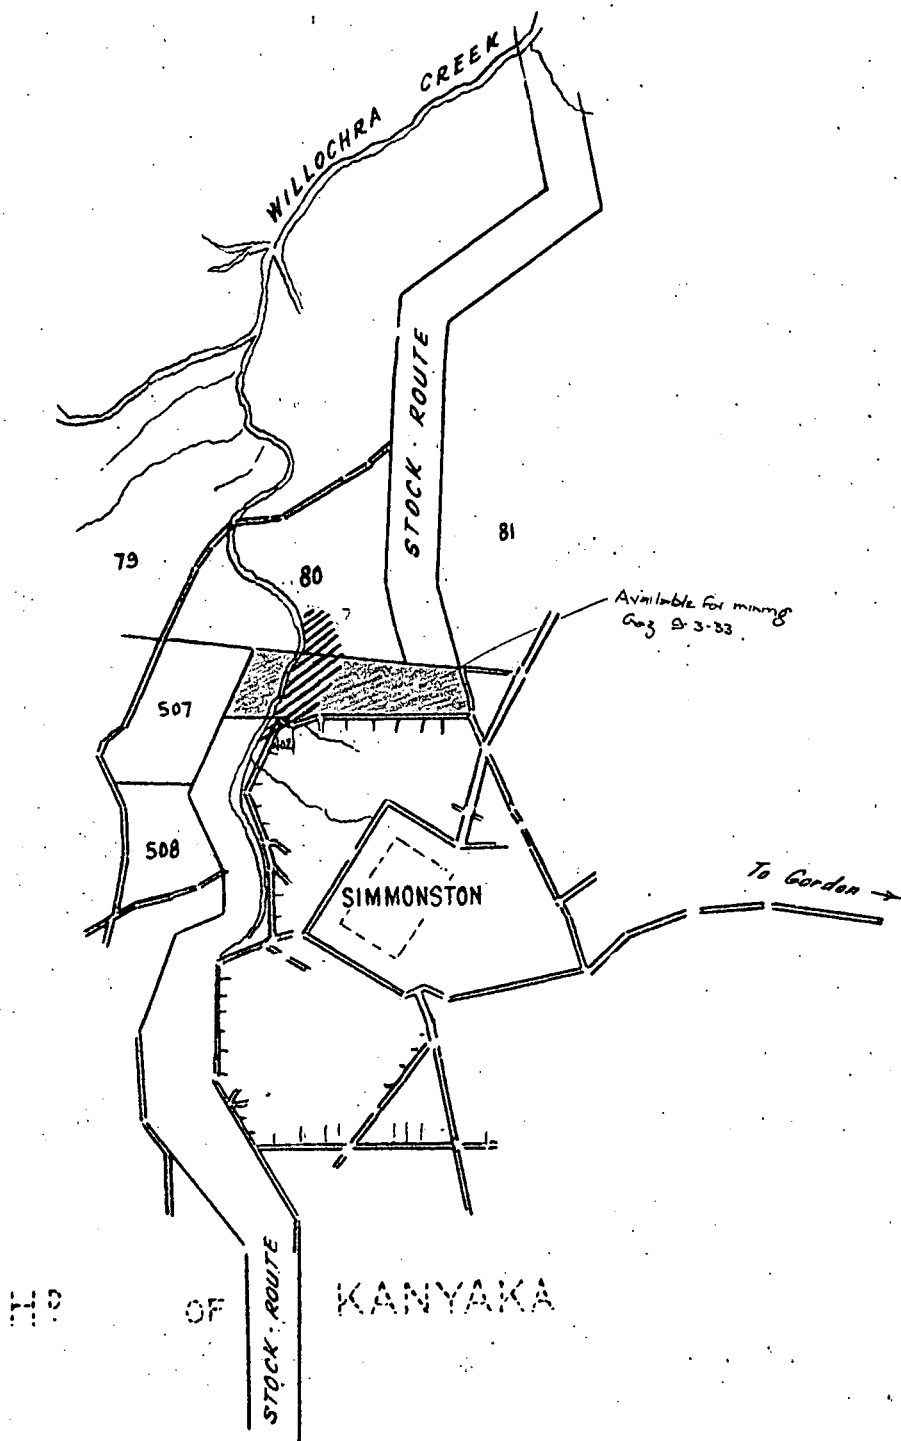 WILLOCHRA CREEK
STOCK · ROUTE
79
80
81
Available for mining
Gaz 3-33
507
508
SIMMONSTON
To Gordon →
HP OF KANYAKA
STOCK · ROUTE